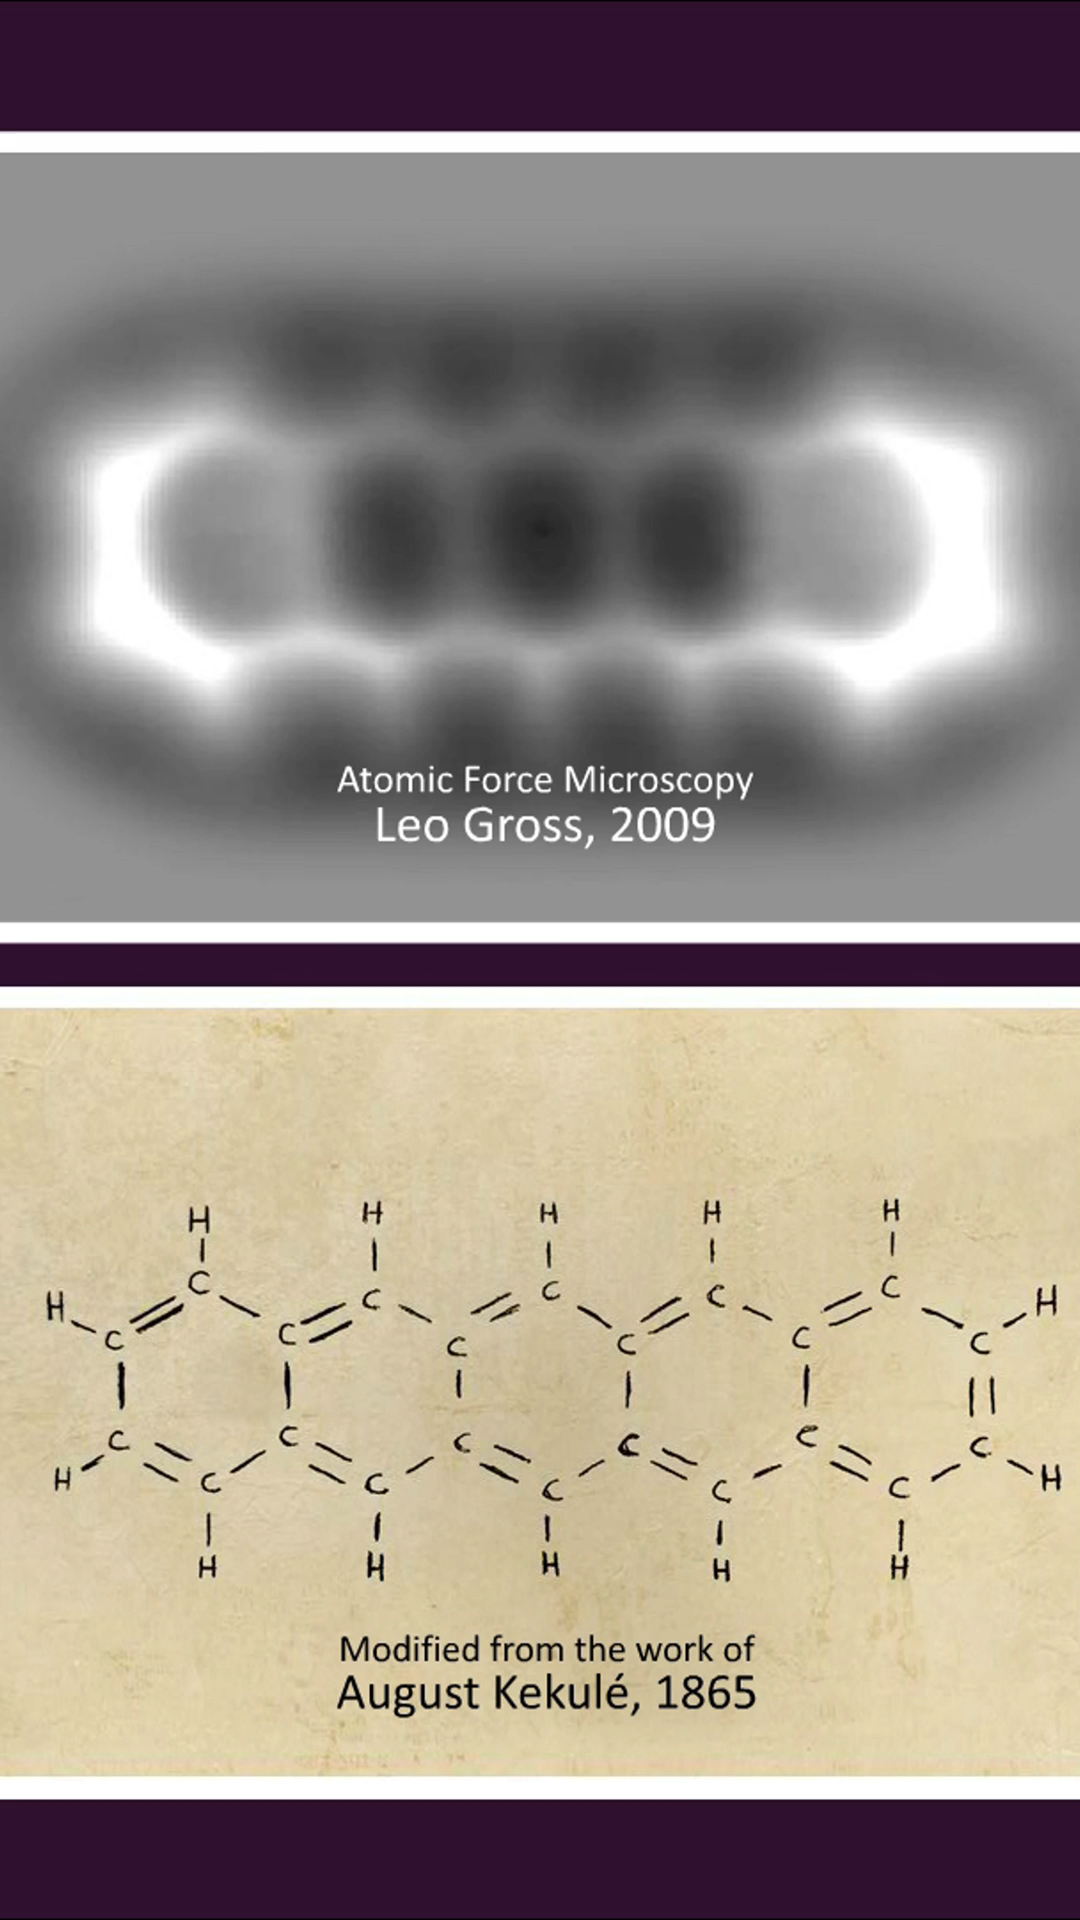 Atomic Force Microscopy
Leo Gross, 2009
H H H H H
H C C C C C H
C C C C C C
C C C C C C
H C C C C C H
H H H H H
Modified from the work of
August Kekulé, 1865